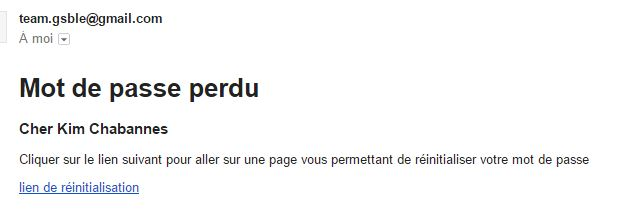 team.gsble@gmail.com
À moi
Mot de passe perdu
Cher Kim Chabannes
Cliquer sur le lien suivant pour aller sur une page vous permettant de réinitialiser votre mot de passe
lien de réinitialisation